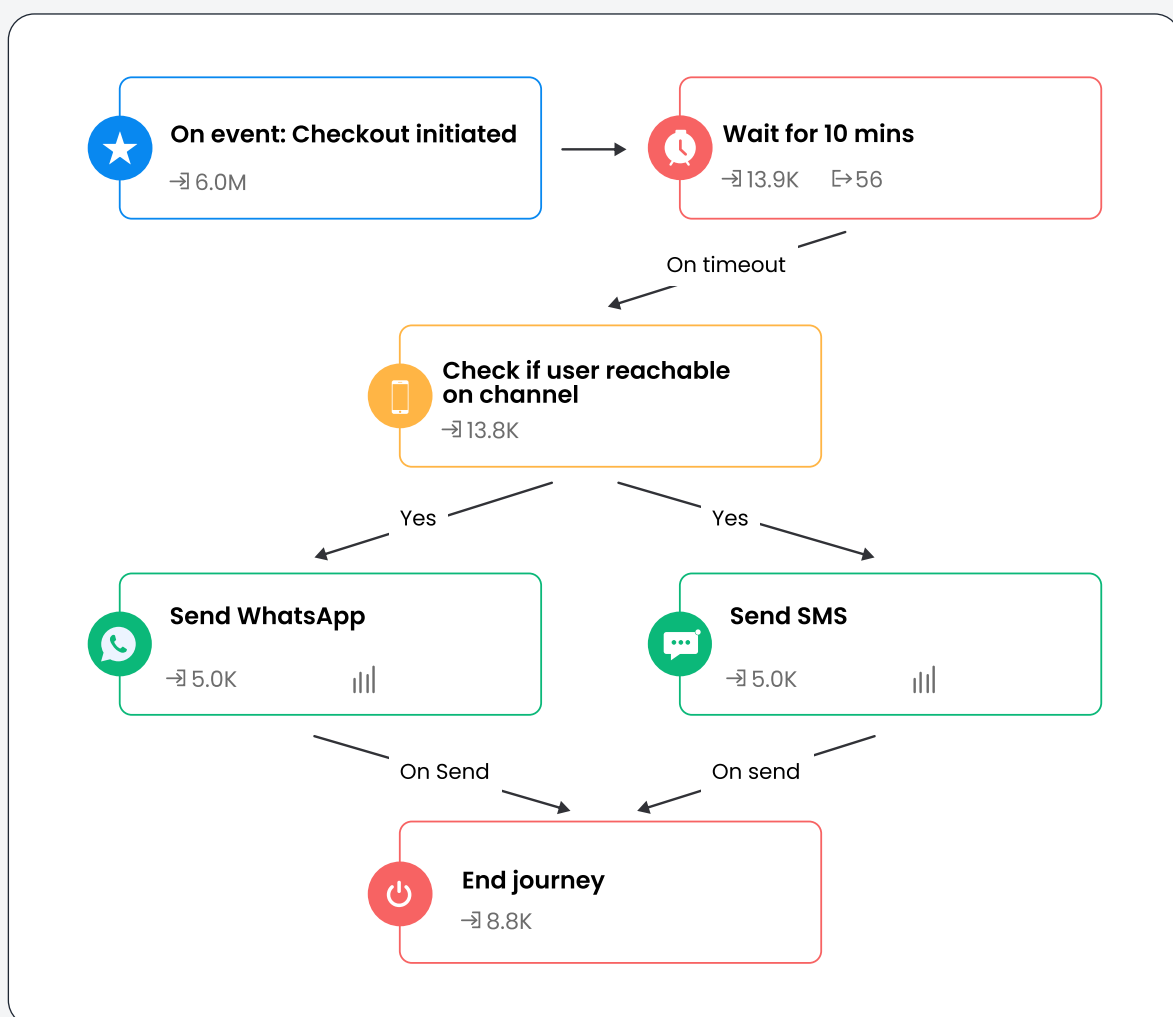 On event: Checkout initiated
6.0M
Wait for 10 mins
13.9K 56
On timeout
Check if user reachable
on channel
13.8K
Yes
Yes
Send WhatsApp
5.0K
Send SMS
5.0K
On Send
On send
End journey
8.8K